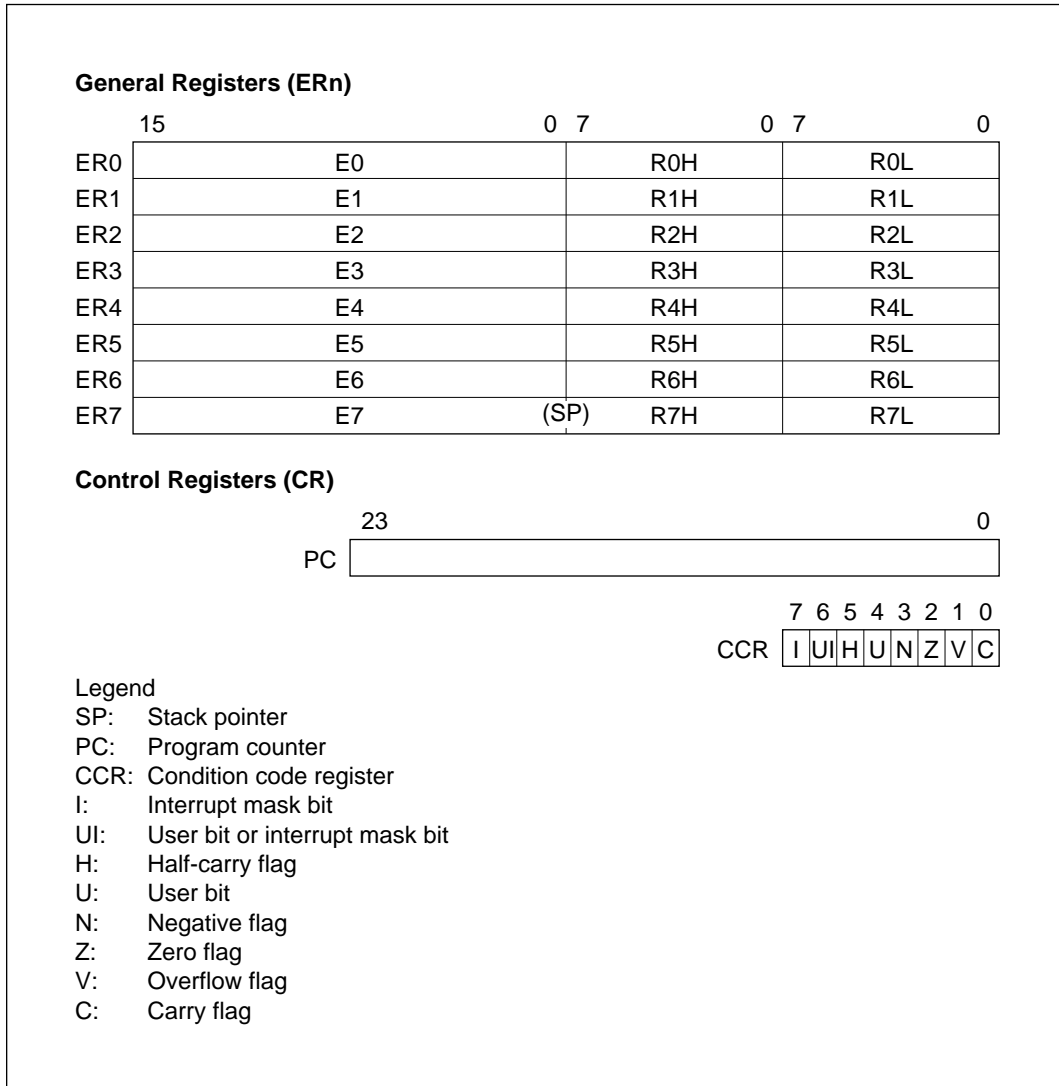 General Registers (ERn)
15 0 7 0 7 0
ER0 E0 R0H R0L
ER1 E1 R1H R1L
ER2 E2 R2H R2L
ER3 E3 R3H R3L
ER4 E4 R4H R4L
ER5 E5 R5H R5L
ER6 E6 R6H R6L
ER7 E7 (SP) R7H R7L
Control Registers (CR)
23 0
PC
7 6 5 4 3 2 1 0
CCR I UI H U N Z V C
Legend
SP: Stack pointer
PC: Program counter
CCR: Condition code register
I: Interrupt mask bit
UI: User bit or interrupt mask bit
H: Half-carry flag
U: User bit
N: Negative flag
Z: Zero flag
V: Overflow flag
C: Carry flag